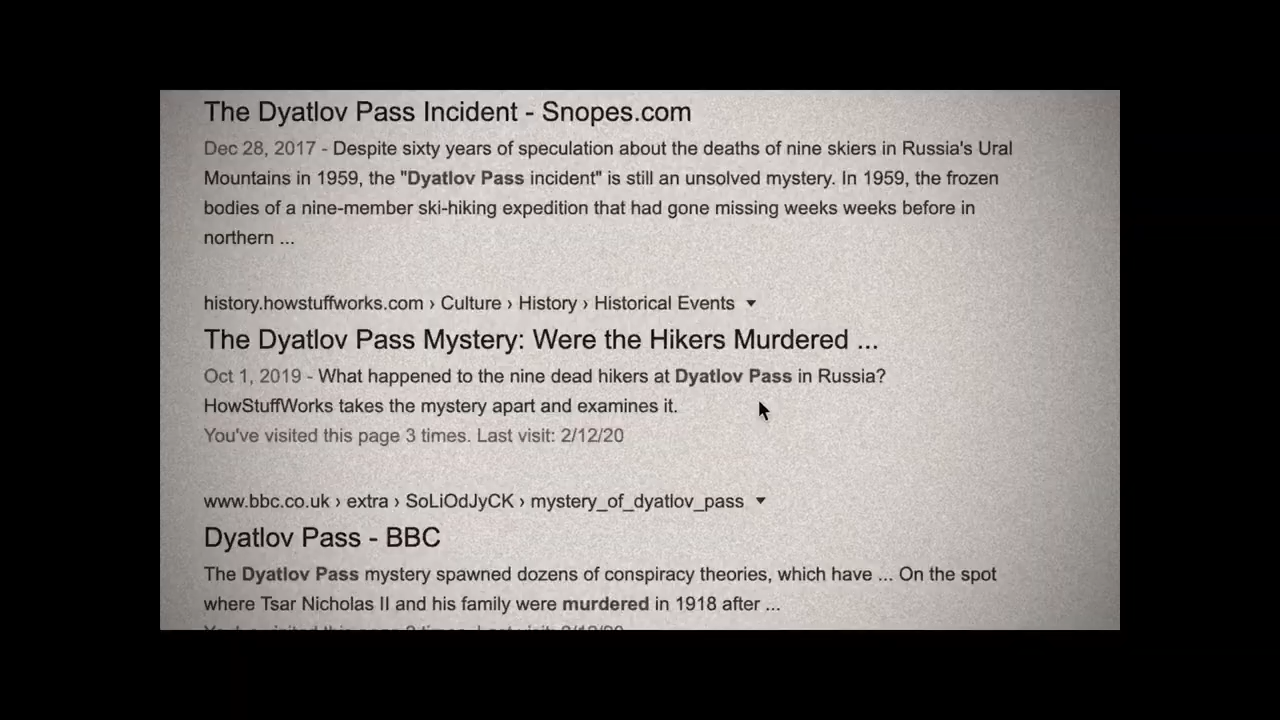 The Dyatlov Pass Incident - Snopes.com
Dec 28, 2017 - Despite sixty years of speculation about the deaths of nine skiers in Russia's Ural
Mountains in 1959, the "Dyatlov Pass incident" is still an unsolved mystery. In 1959, the frozen
bodies of a nine-member ski-hiking expedition that had gone missing weeks weeks before in
northern ...
history.howstuffworks.com › Culture › History › Historical Events ▼
The Dyatlov Pass Mystery: Were the Hikers Murdered ...
Oct 1, 2019 - What happened to the nine dead hikers at Dyatlov Pass in Russia?
HowStuffWorks takes the mystery apart and examines it.
You've visited this page 3 times. Last visit: 2/12/20
www.bbc.co.uk › extra › SoLiOdJyCK › mystery_of_dyatlov_pass ▼
Dyatlov Pass - BBC
The Dyatlov Pass mystery spawned dozens of conspiracy theories, which have ... On the spot
where Tsar Nicholas II and his family were murdered in 1918 after ...